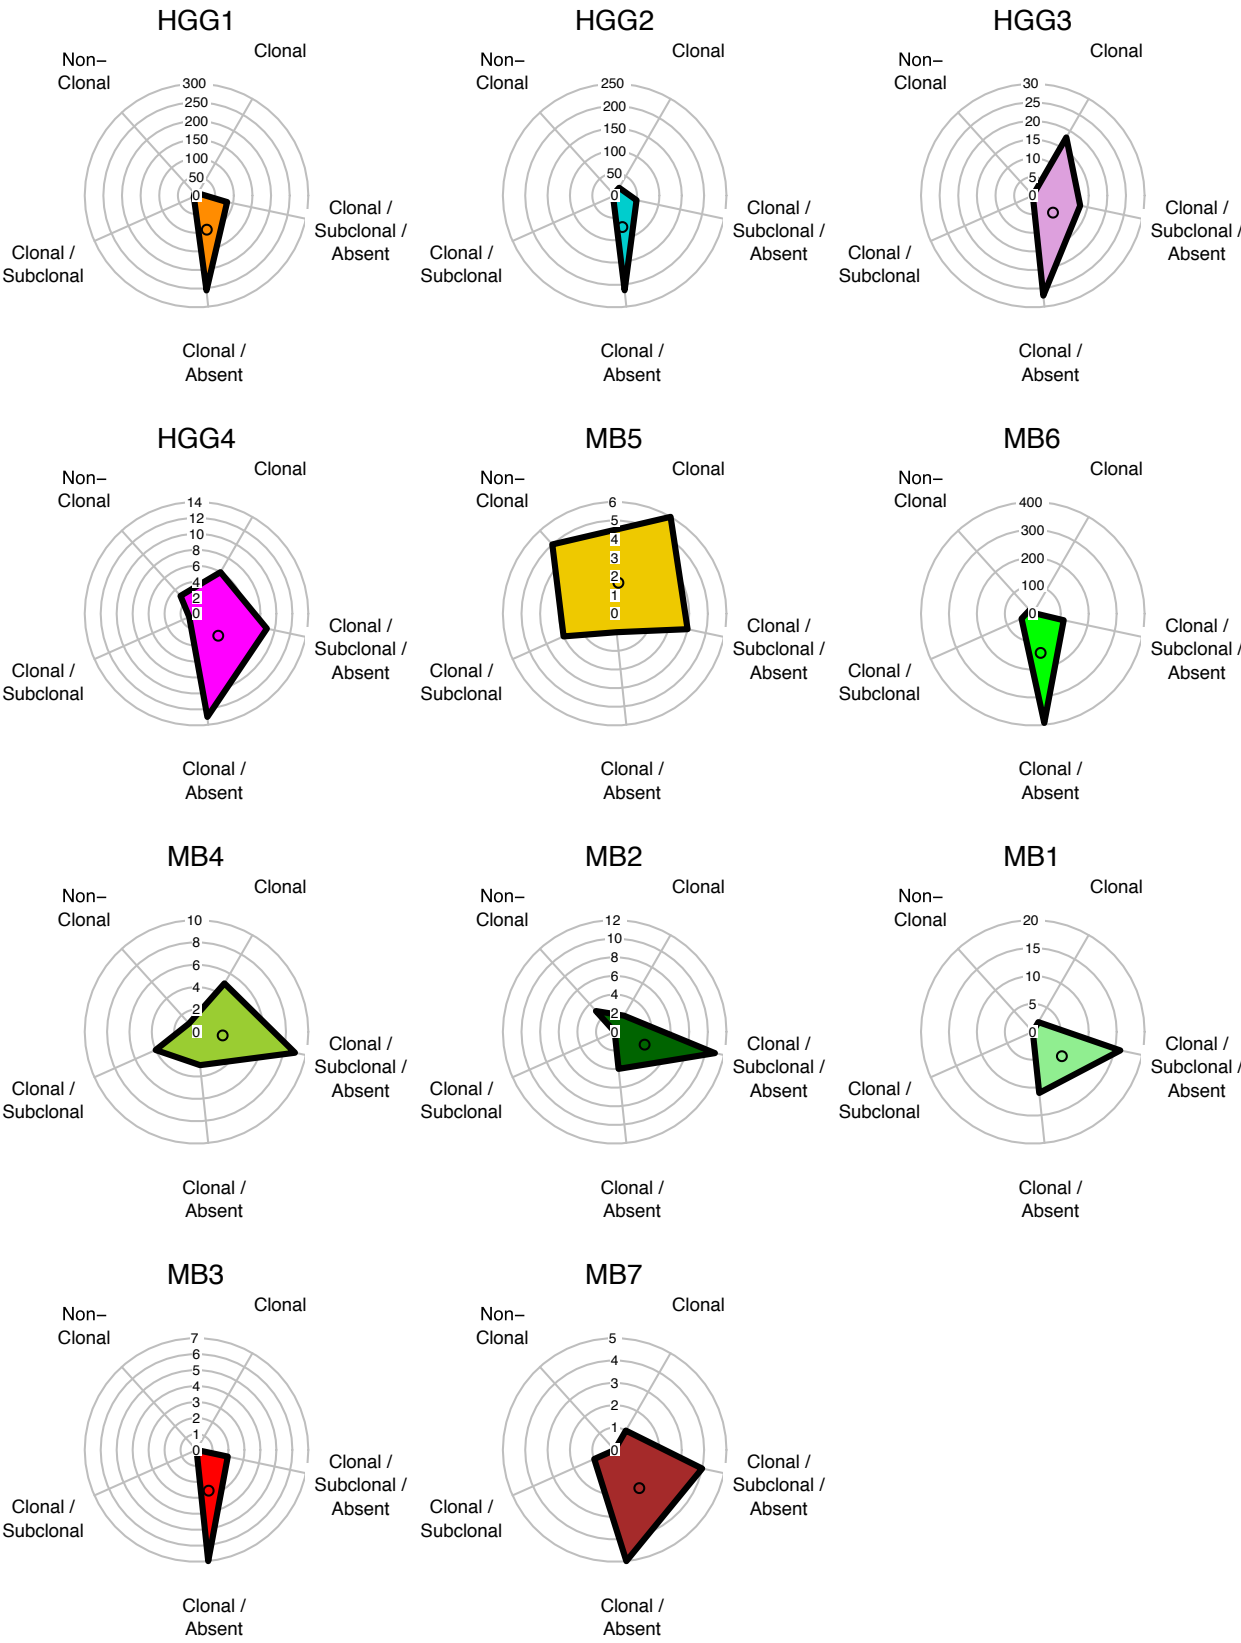 HGG1
Clonal
Non–
Clonal
300
250
200
150
100
50
0
Clonal /
Subclonal /
Absent
Clonal /
Subclonal
Clonal /
Absent
HGG2
Clonal
Non–
Clonal
250
200
150
100
50
0
Clonal /
Subclonal /
Absent
Clonal /
Subclonal
Clonal /
Absent
HGG3
Clonal
Non–
Clonal
30
25
20
15
10
5
0
Clonal /
Subclonal /
Absent
Clonal /
Subclonal
Clonal /
Absent
HGG4
Clonal
Non–
Clonal
14
12
10
8
6
4
2
0
Clonal /
Subclonal /
Absent
Clonal /
Subclonal
Clonal /
Absent
MB5
Clonal
Non–
Clonal
6
5
4
3
2
1
0
Clonal /
Subclonal /
Absent
Clonal /
Subclonal
Clonal /
Absent
MB6
Clonal
Non–
Clonal
400
300
200
100
0
Clonal /
Subclonal /
Absent
Clonal /
Subclonal
Clonal /
Absent
MB4
Clonal
Non–
Clonal
10
8
6
4
2
0
Clonal /
Subclonal /
Absent
Clonal /
Subclonal
Clonal /
Absent
MB2
Clonal
Non–
Clonal
12
10
8
6
4
2
0
Clonal /
Subclonal /
Absent
Clonal /
Subclonal
Clonal /
Absent
MB1
Clonal
Non–
Clonal
20
15
10
5
0
Clonal /
Subclonal /
Absent
Clonal /
Subclonal
Clonal /
Absent
MB3
Clonal
Non–
Clonal
7
6
5
4
3
2
1
0
Clonal /
Subclonal /
Absent
Clonal /
Subclonal
Clonal /
Absent
MB7
Clonal
Non–
Clonal
5
4
3
2
1
0
Clonal /
Subclonal /
Absent
Clonal /
Subclonal
Clonal /
Absent